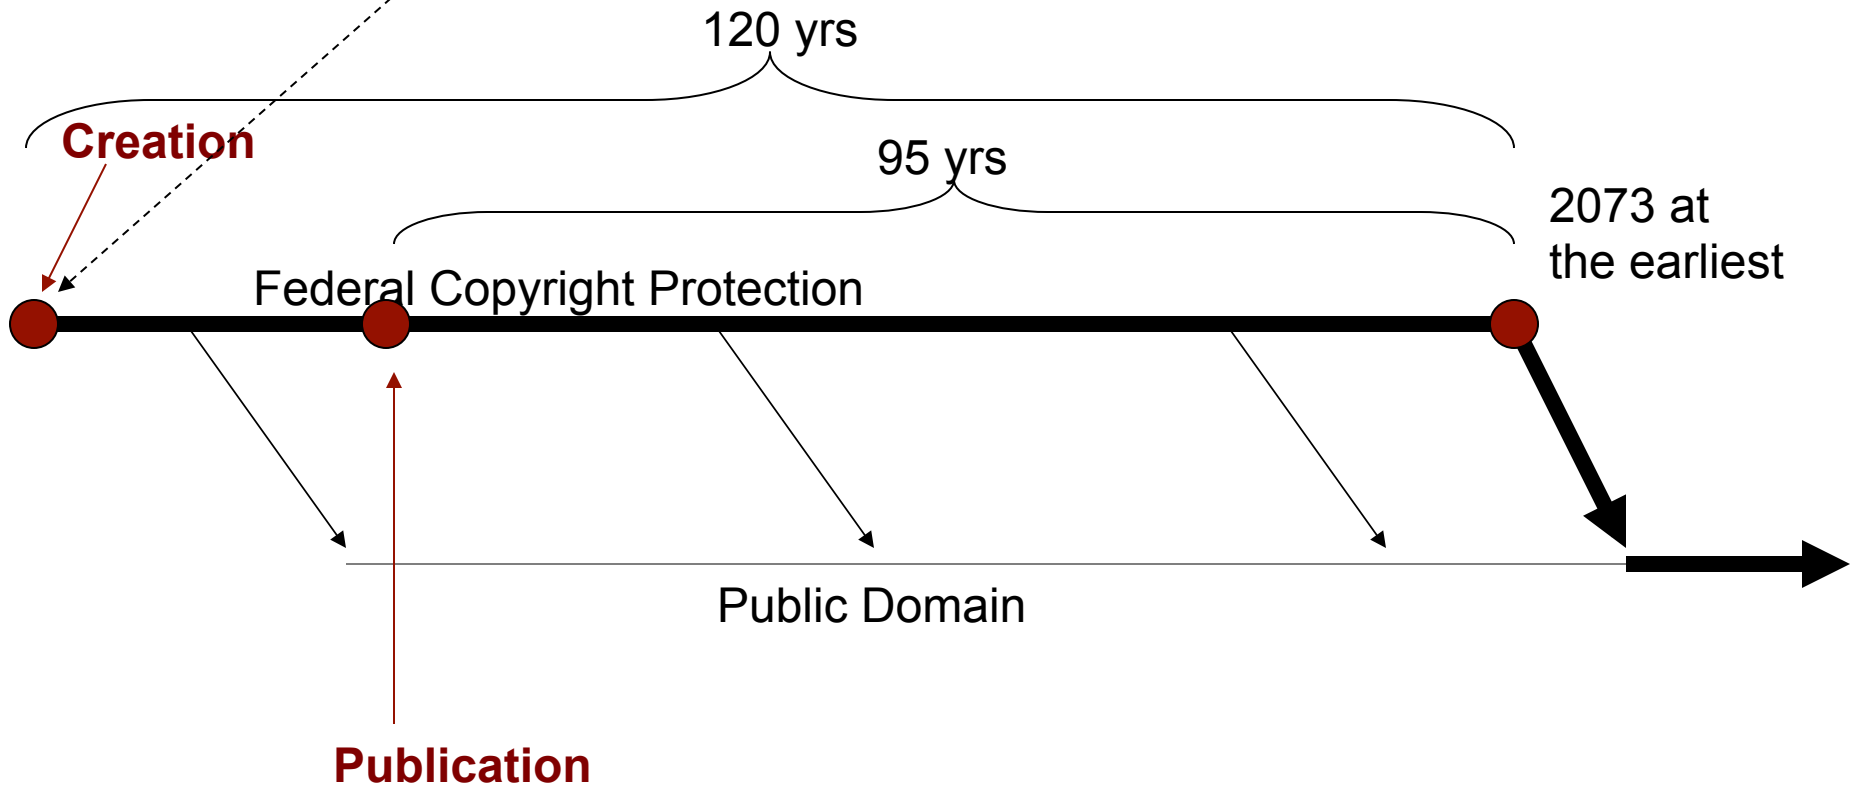 120 yrs
Creation
95 yrs
2073 at
the earliest
Federal Copyright Protection
Public Domain
Publication